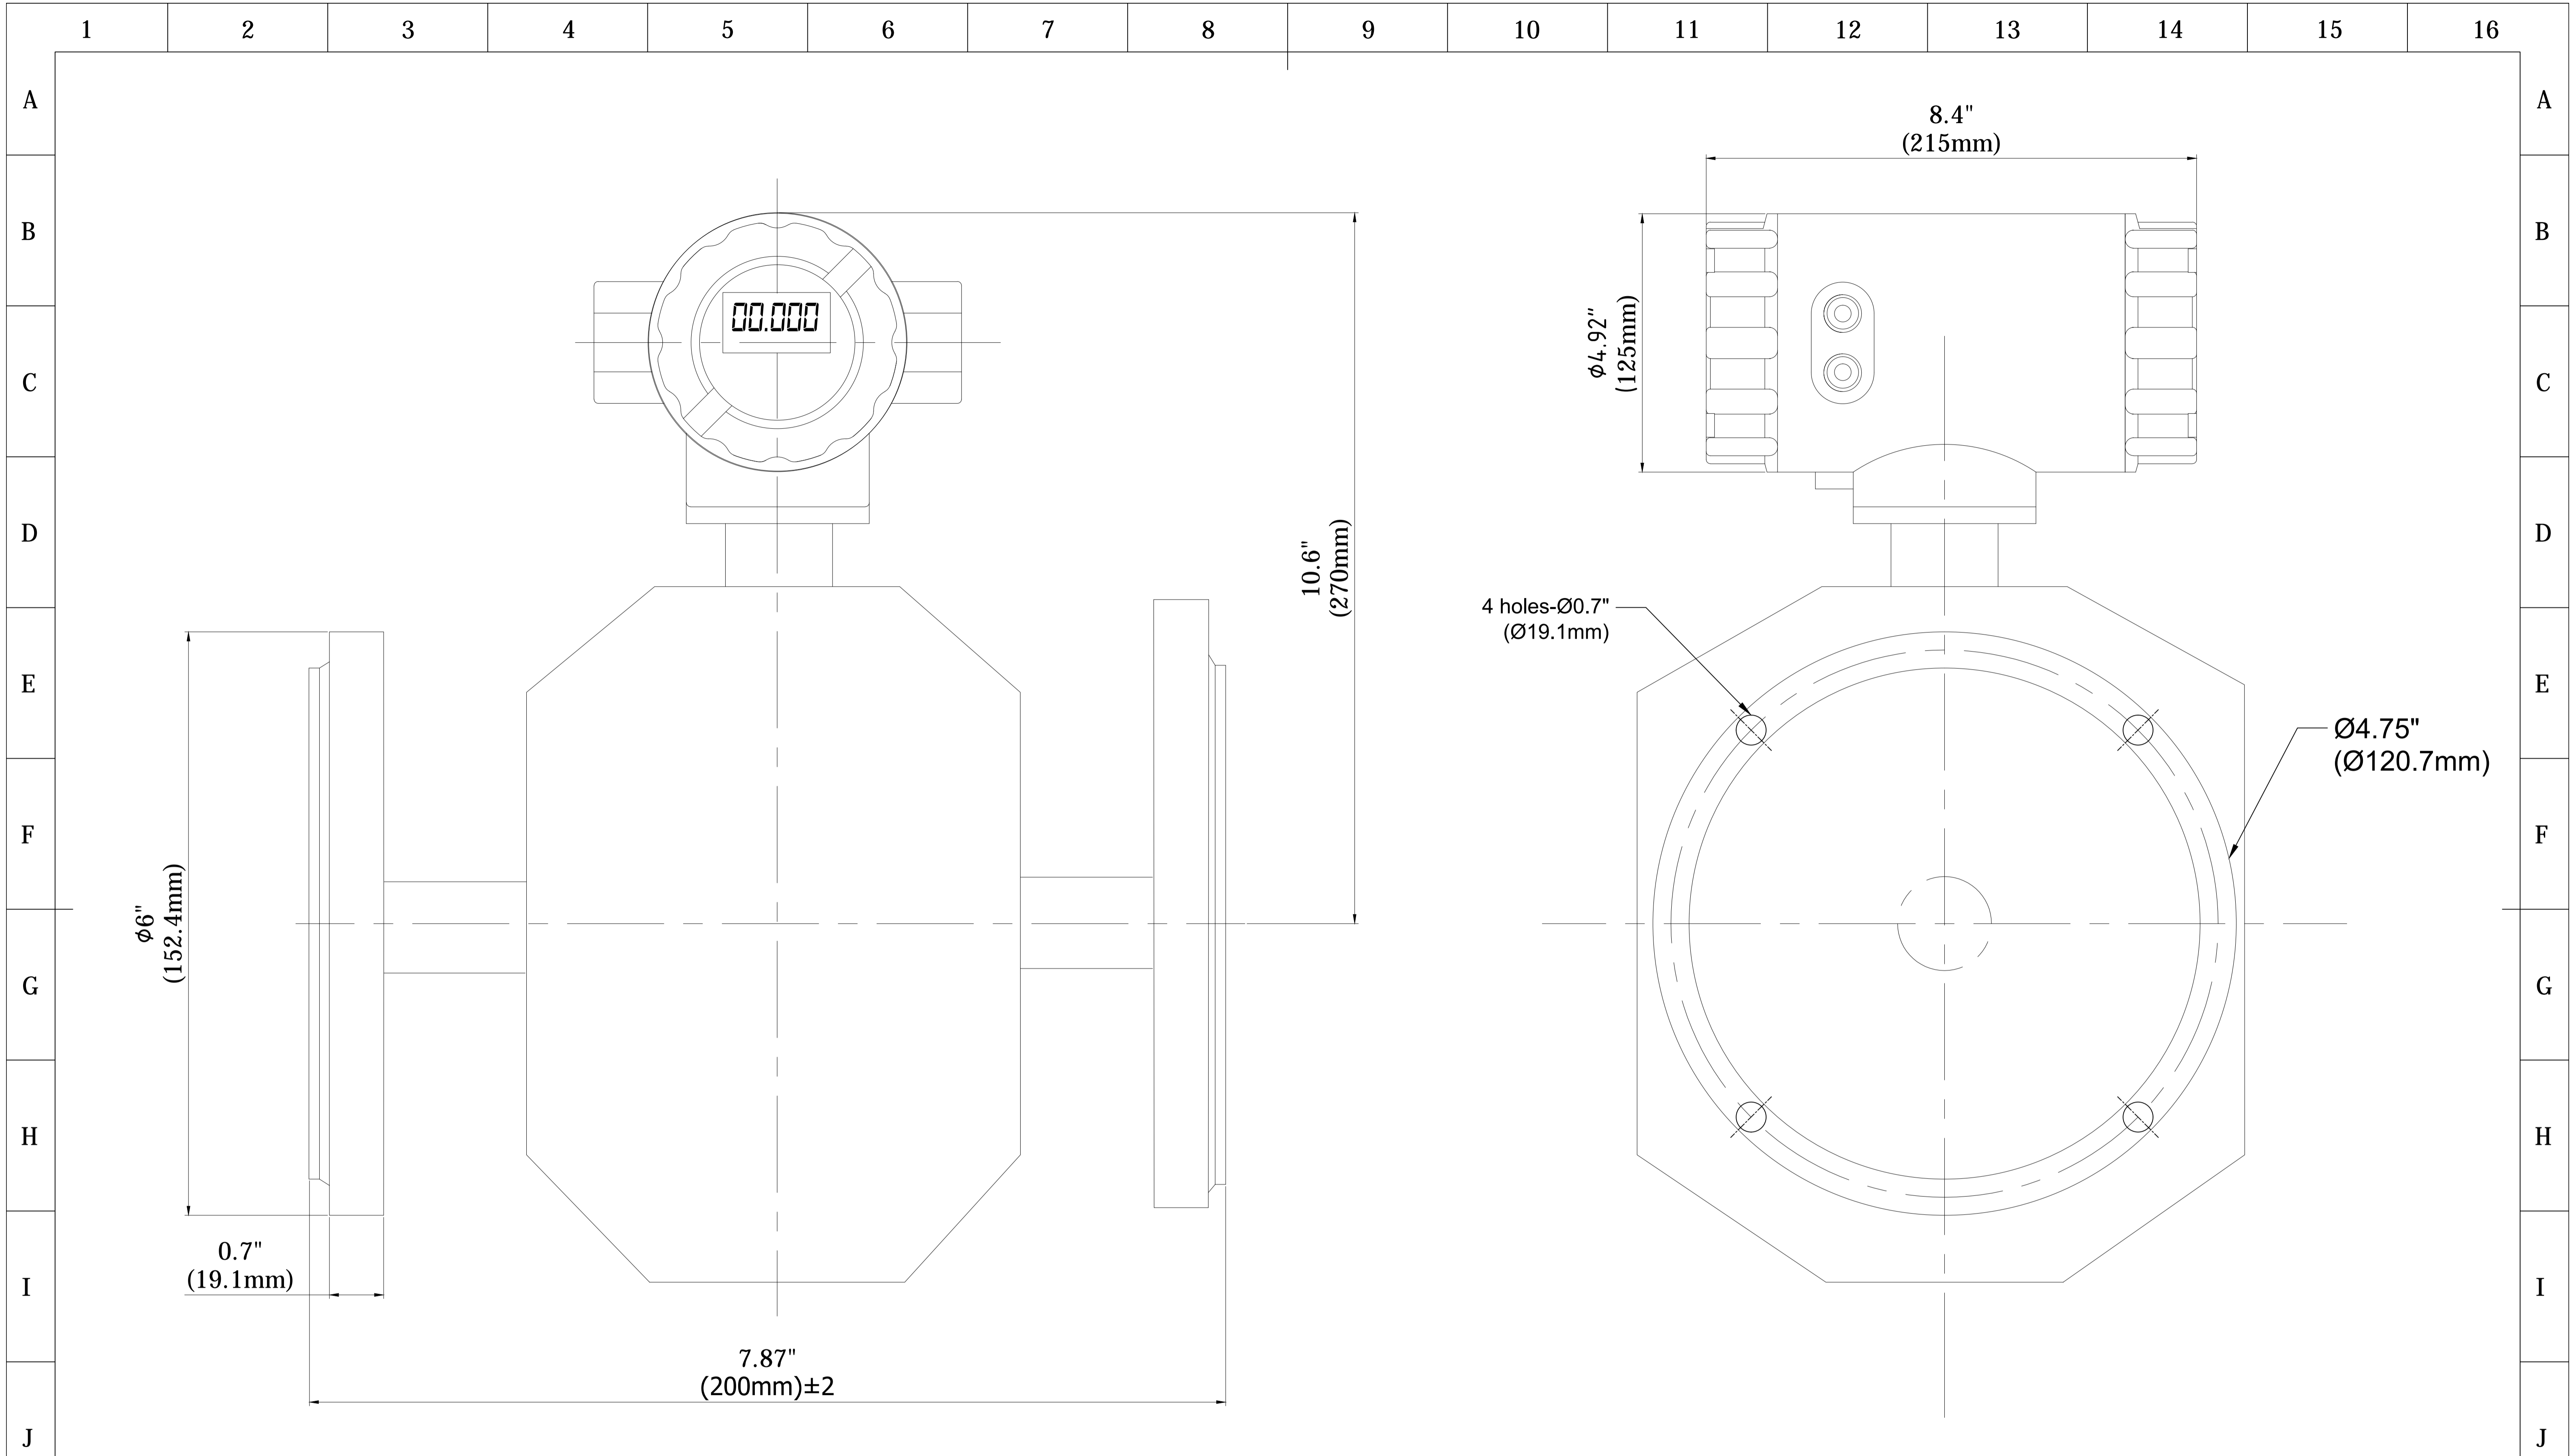 1 2 3 4 5 6 7 8 9 10 11 12 13 14 15 16
A A
8.4"
(215mm)
B B
00.000
ϕ4.92"
(125mm)
C C
D D
10.6"
(270mm)
4 holes-Ø0.7"
(Ø19.1mm)
E E
Ø4.75"
(Ø120.7mm)
F F
ϕ6"
(152.4mm)
G G
H H
0.7"
(19.1mm)
I I
7.87"
(200mm)±2
J J